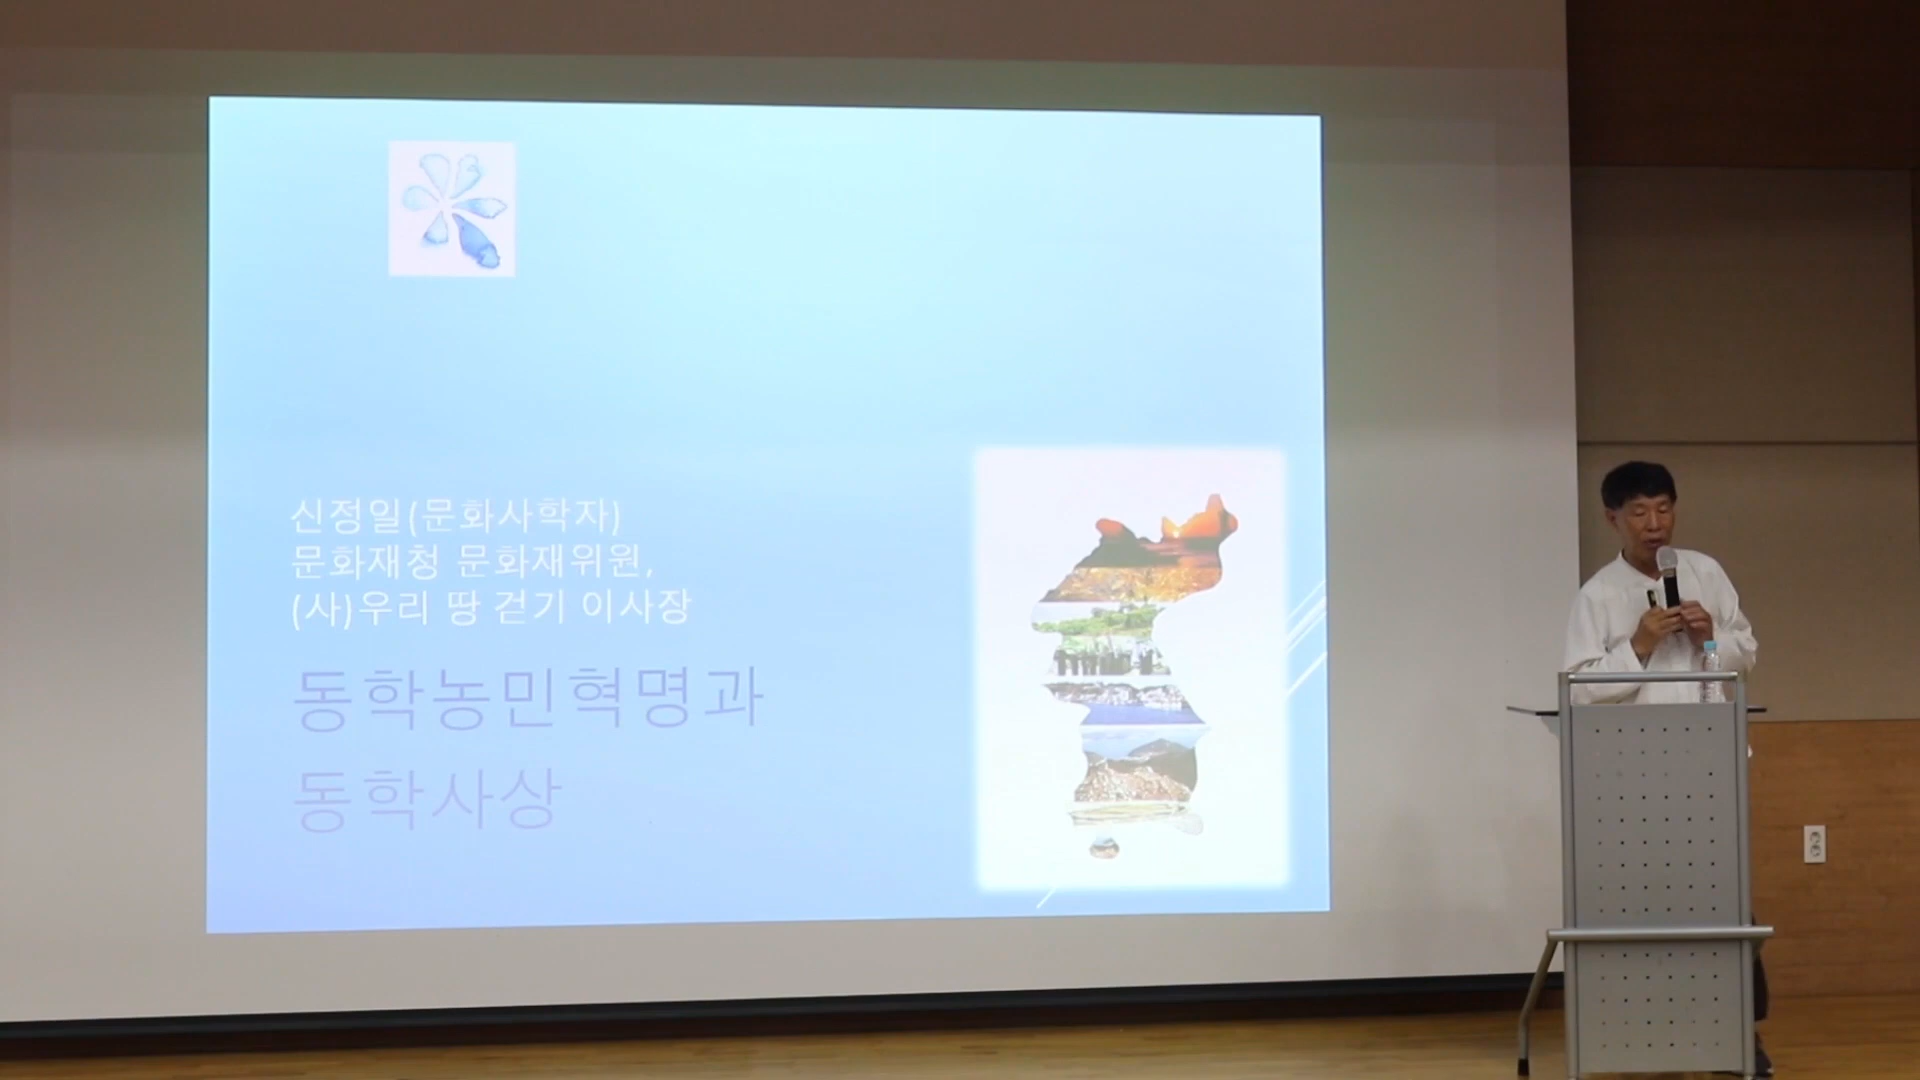 신정일(문화사학자)
문화재청 문화재위원,
(사)우리 땅 걷기 이사장
동학농민혁명과
동학사상